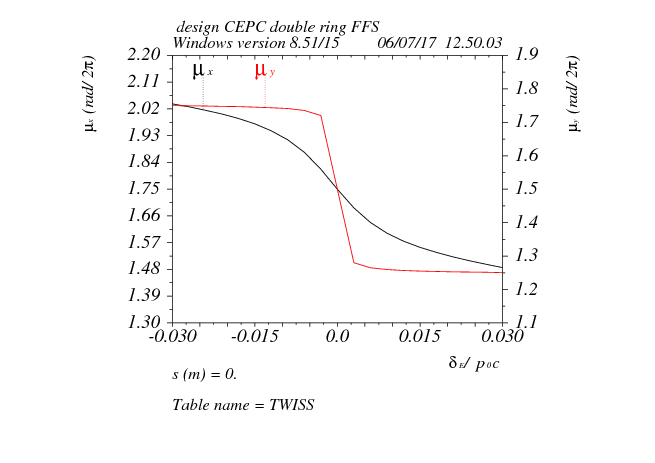 design CEPC double ring FFS
Windows version 8.51/15 06/07/17 12.50.03
2.20 1.9
μ x μ y
2.11 1.8
2.02 1.7
1.93 1.6
1.84
1.75 1.5
1.66 1.4
1.57 1.3
1.48 1.2
1.39
1.30 1.1
μx (rad/ 2π)
μy (rad/ 2π)
-0.030 -0.015 0.0 0.015 0.030
δE/ p0c
s (m) = 0.
Table name = TWISS